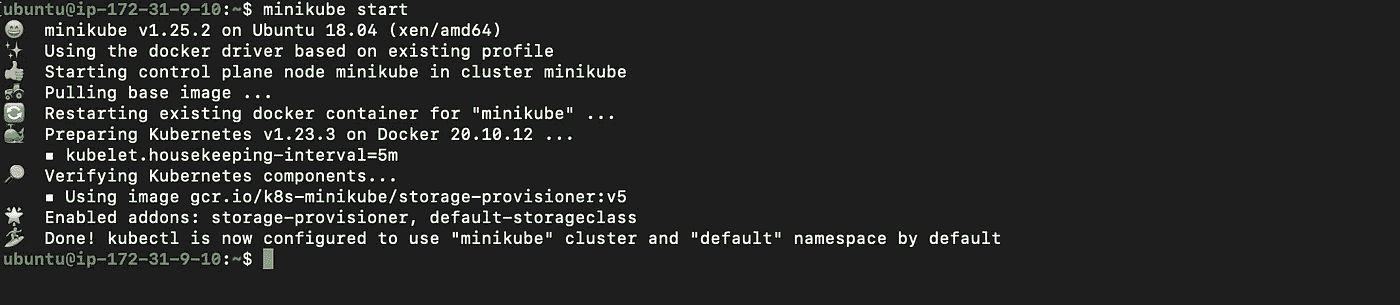 ubuntu@ip-172-31-9-10:~$ minikube start
😄 minikube v1.25.2 on Ubuntu 18.04 (xen/amd64)
✨ Using the docker driver based on existing profile
👍 Starting control plane node minikube in cluster minikube
🚜 Pulling base image ...
🔄 Restarting existing docker container for "minikube" ...
🐳 Preparing Kubernetes v1.23.3 on Docker 20.10.12 ...
▪ kubelet.housekeeping-interval=5m
🔎 Verifying Kubernetes components...
▪ Using image gcr.io/k8s-minikube/storage-provisioner:v5
🌟 Enabled addons: storage-provisioner, default-storageclass
🏄 Done! kubectl is now configured to use "minikube" cluster and "default" namespace by default
ubuntu@ip-172-31-9-10:~$